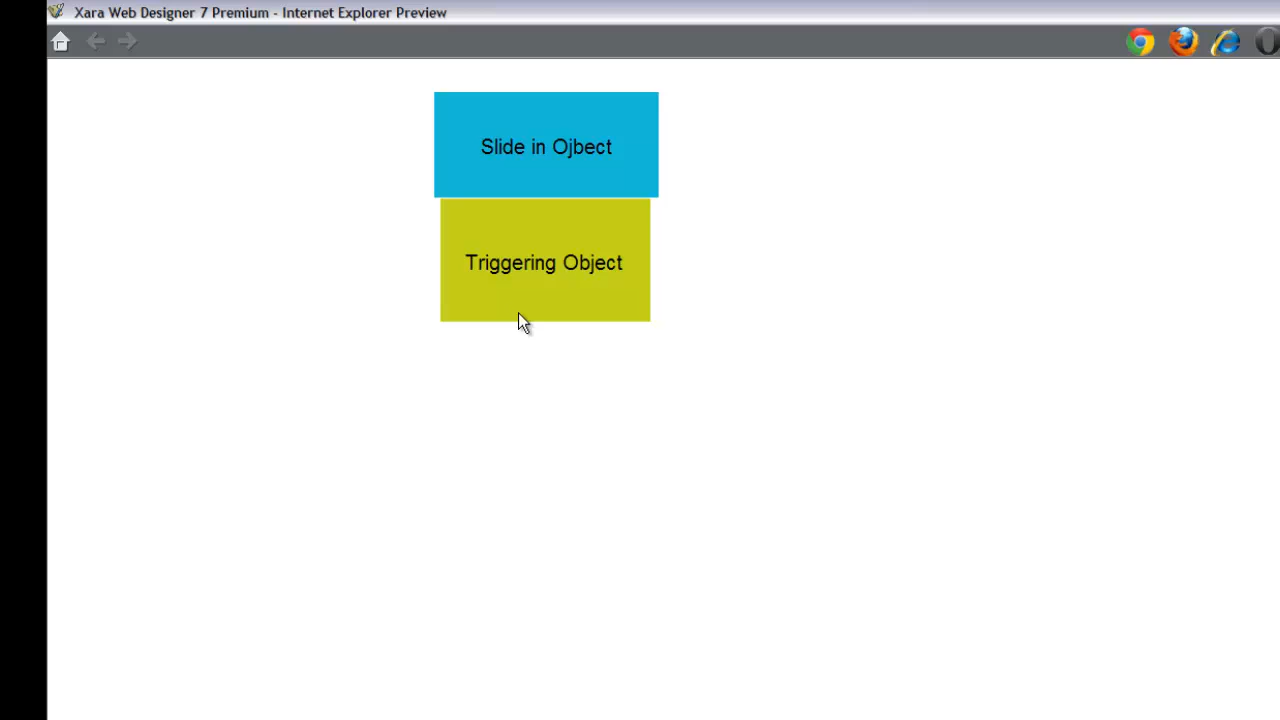 Xara Web Designer 7 Premium - Internet Explorer Preview
Slide in Ojbect
Triggering Object